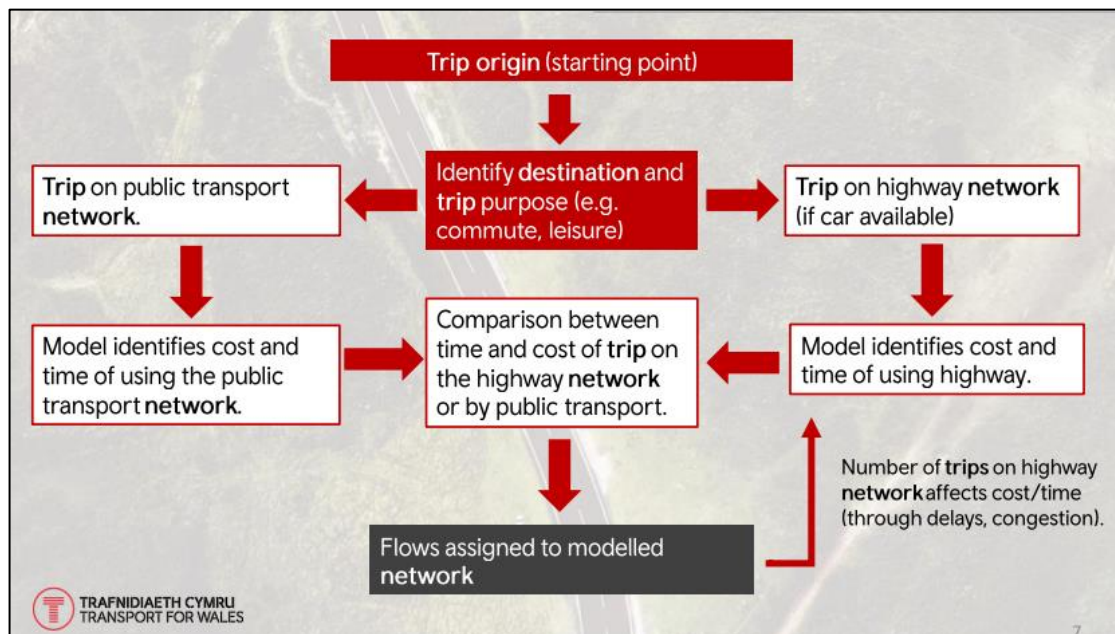 Trip origin (starting point)
Trip on public transport
network.
Identify destination and
trip purpose (e.g.
commute, leisure)
Trip on highway network
(if car available)
Model identifies cost and
time of using the public
transport network.
Comparison between
time and cost of trip on
the highway network
or by public transport.
Model identifies cost and
time of using highway.
Number of trips on highway
network affects cost/time
(through delays, congestion).
Flows assigned to modelled
network
TRAFNIDIAETH CYMRU
TRANSPORT FOR WALES
7